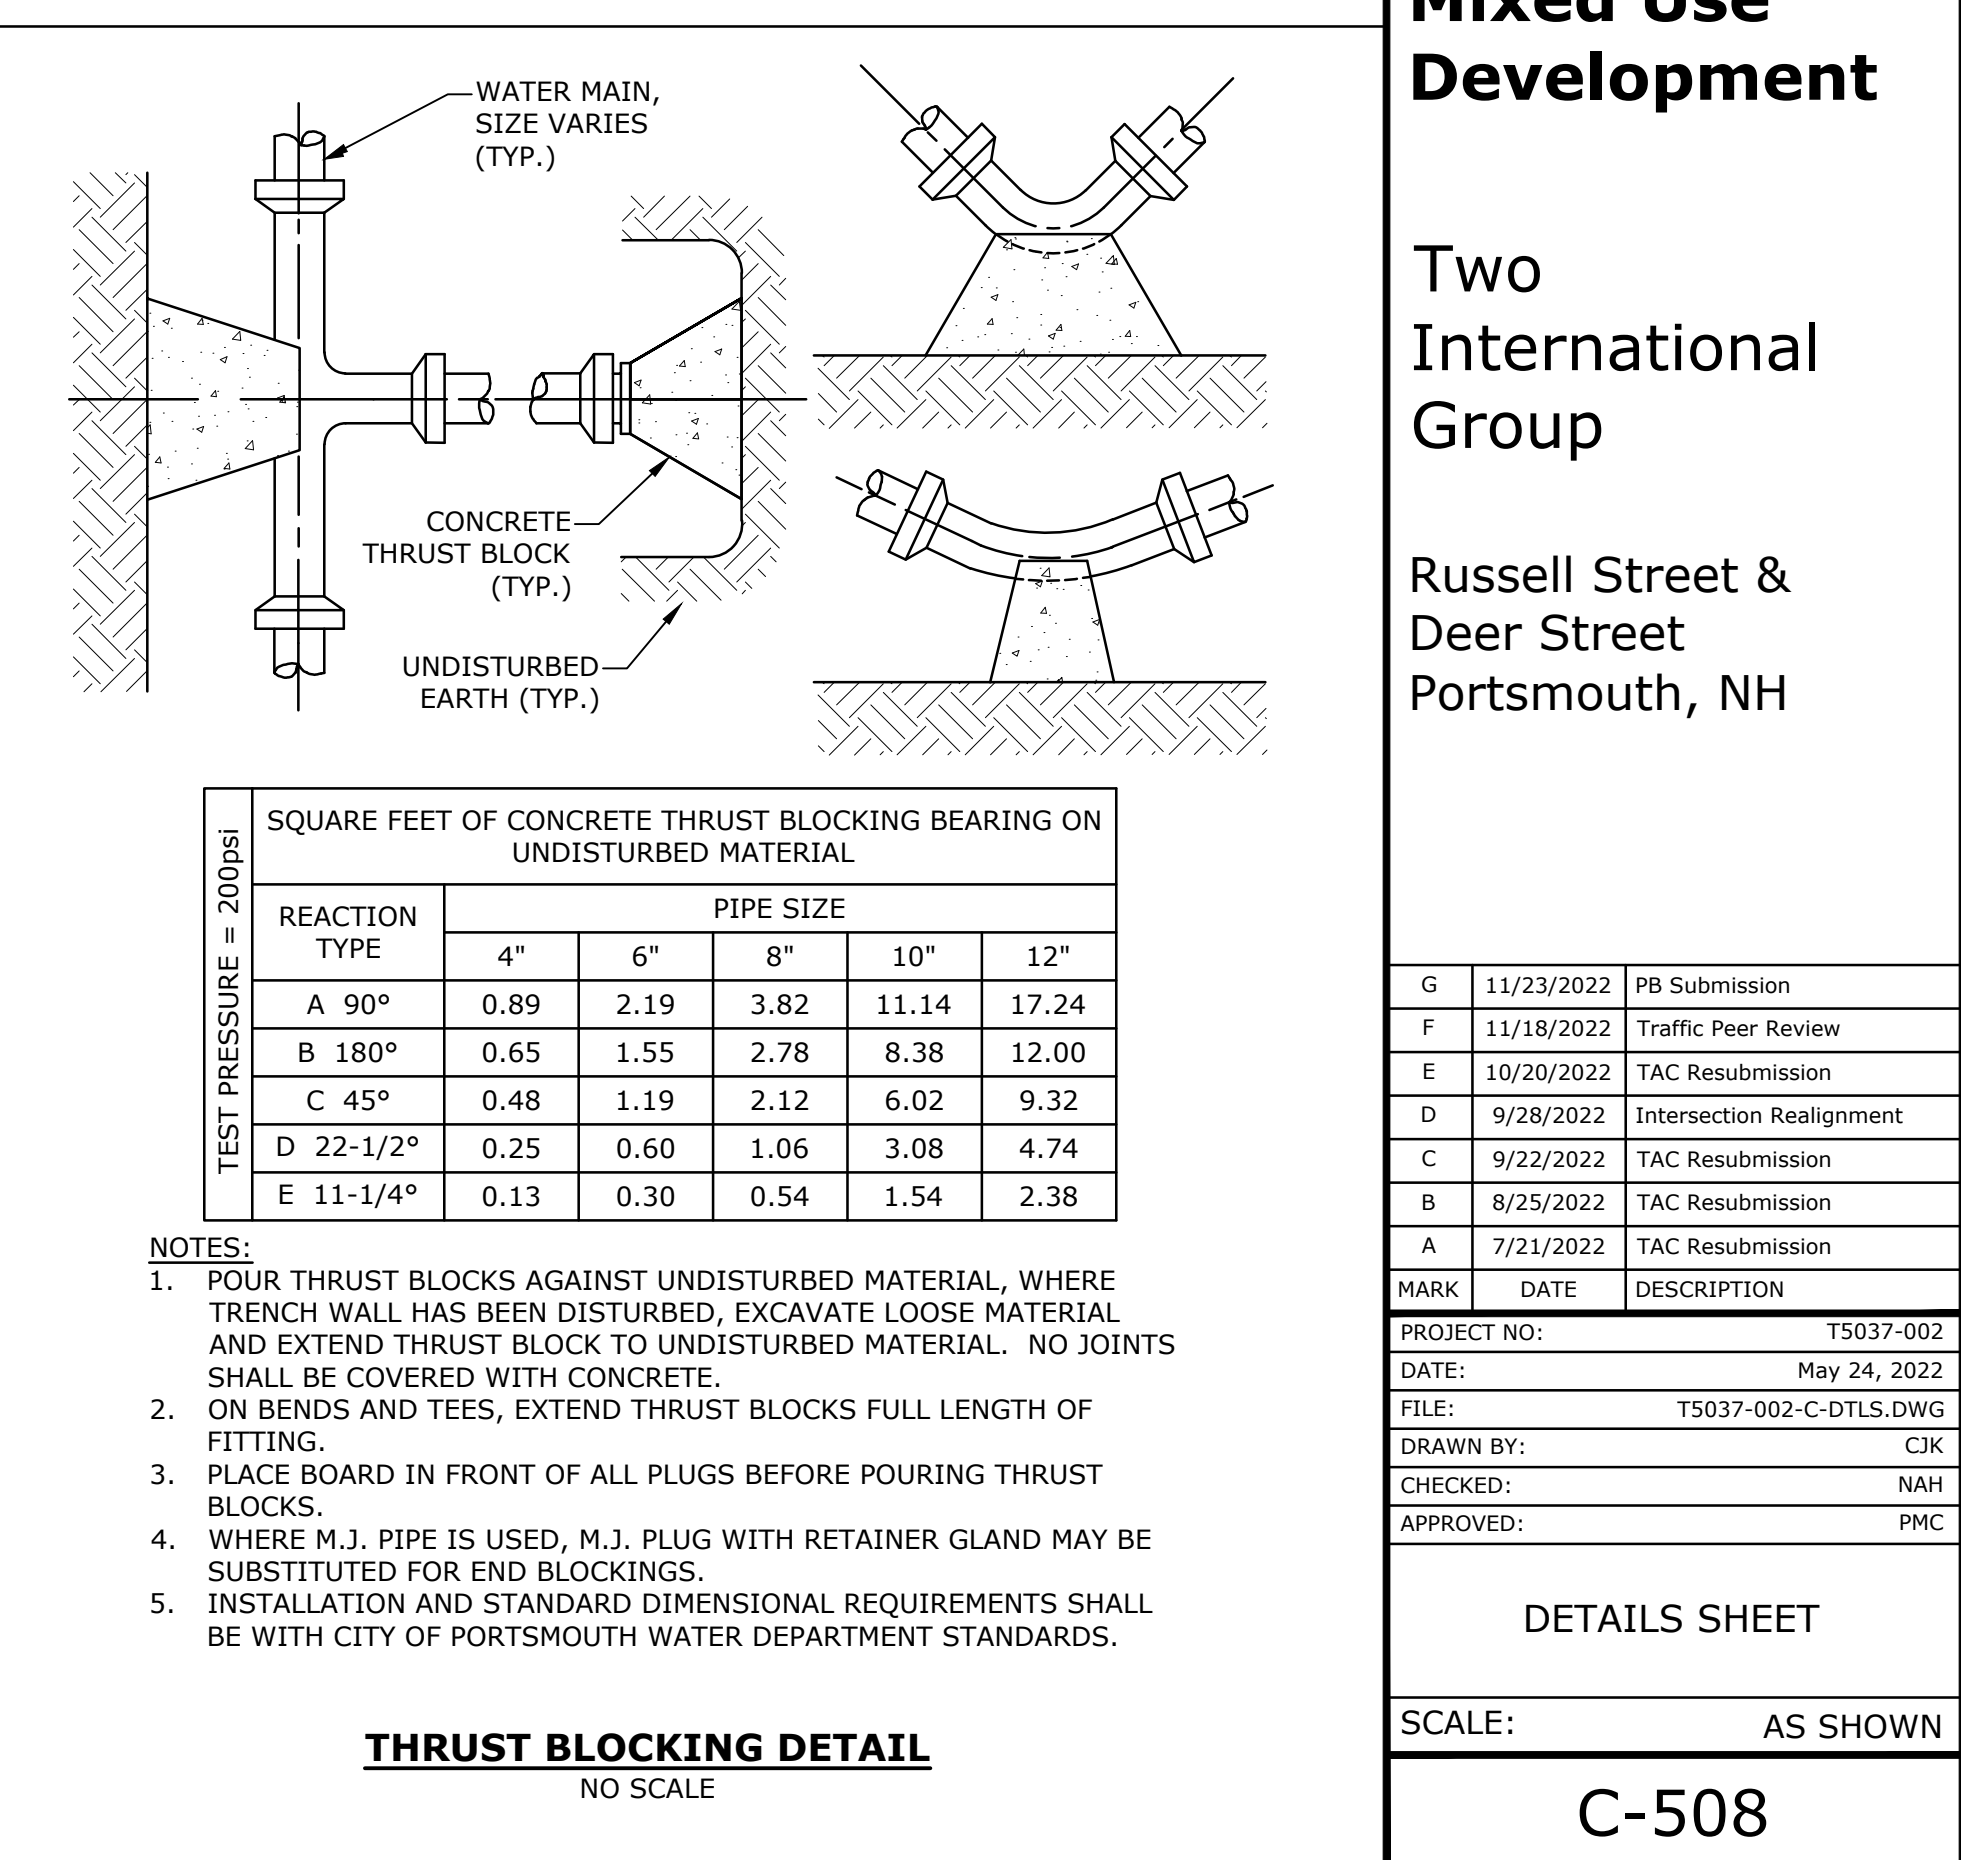 WATER MAIN,
SIZE VARIES
(TYP.)
CONCRETE
THRUST BLOCK
(TYP.)
UNDISTURBED
EARTH (TYP.)
TEST PRESSURE = 200psi
SQUARE FEET OF CONCRETE THRUST BLOCKING BEARING ON
UNDISTURBED MATERIAL
REACTION
TYPE
PIPE SIZE
4" 6" 8" 10" 12"
A 90° 0.89 2.19 3.82 11.14 17.24
B 180° 0.65 1.55 2.78 8.38 12.00
C 45° 0.48 1.19 2.12 6.02 9.32
D 22-1/2° 0.25 0.60 1.06 3.08 4.74
E 11-1/4° 0.13 0.30 0.54 1.54 2.38
NOTES:
1. POUR THRUST BLOCKS AGAINST UNDISTURBED MATERIAL, WHERE
TRENCH WALL HAS BEEN DISTURBED, EXCAVATE LOOSE MATERIAL
AND EXTEND THRUST BLOCK TO UNDISTURBED MATERIAL. NO JOINTS
SHALL BE COVERED WITH CONCRETE.
2. ON BENDS AND TEES, EXTEND THRUST BLOCKS FULL LENGTH OF
FITTING.
3. PLACE BOARD IN FRONT OF ALL PLUGS BEFORE POURING THRUST
BLOCKS.
4. WHERE M.J. PIPE IS USED, M.J. PLUG WITH RETAINER GLAND MAY BE
SUBSTITUTED FOR END BLOCKINGS.
5. INSTALLATION AND STANDARD DIMENSIONAL REQUIREMENTS SHALL
BE WITH CITY OF PORTSMOUTH WATER DEPARTMENT STANDARDS.
THRUST BLOCKING DETAIL
NO SCALE
Mixed Use
Development
Two
International
Group
Russell Street &
Deer Street
Portsmouth, NH
G 11/23/2022 PB Submission
F 11/18/2022 Traffic Peer Review
E 10/20/2022 TAC Resubmission
D 9/28/2022 Intersection Realignment
C 9/22/2022 TAC Resubmission
B 8/25/2022 TAC Resubmission
A 7/21/2022 TAC Resubmission
MARK DATE DESCRIPTION
PROJECT NO: T5037-002
DATE: May 24, 2022
FILE: T5037-002-C-DTLS.DWG
DRAWN BY: CJK
CHECKED: NAH
APPROVED: PMC
DETAILS SHEET
SCALE: AS SHOWN
C-508